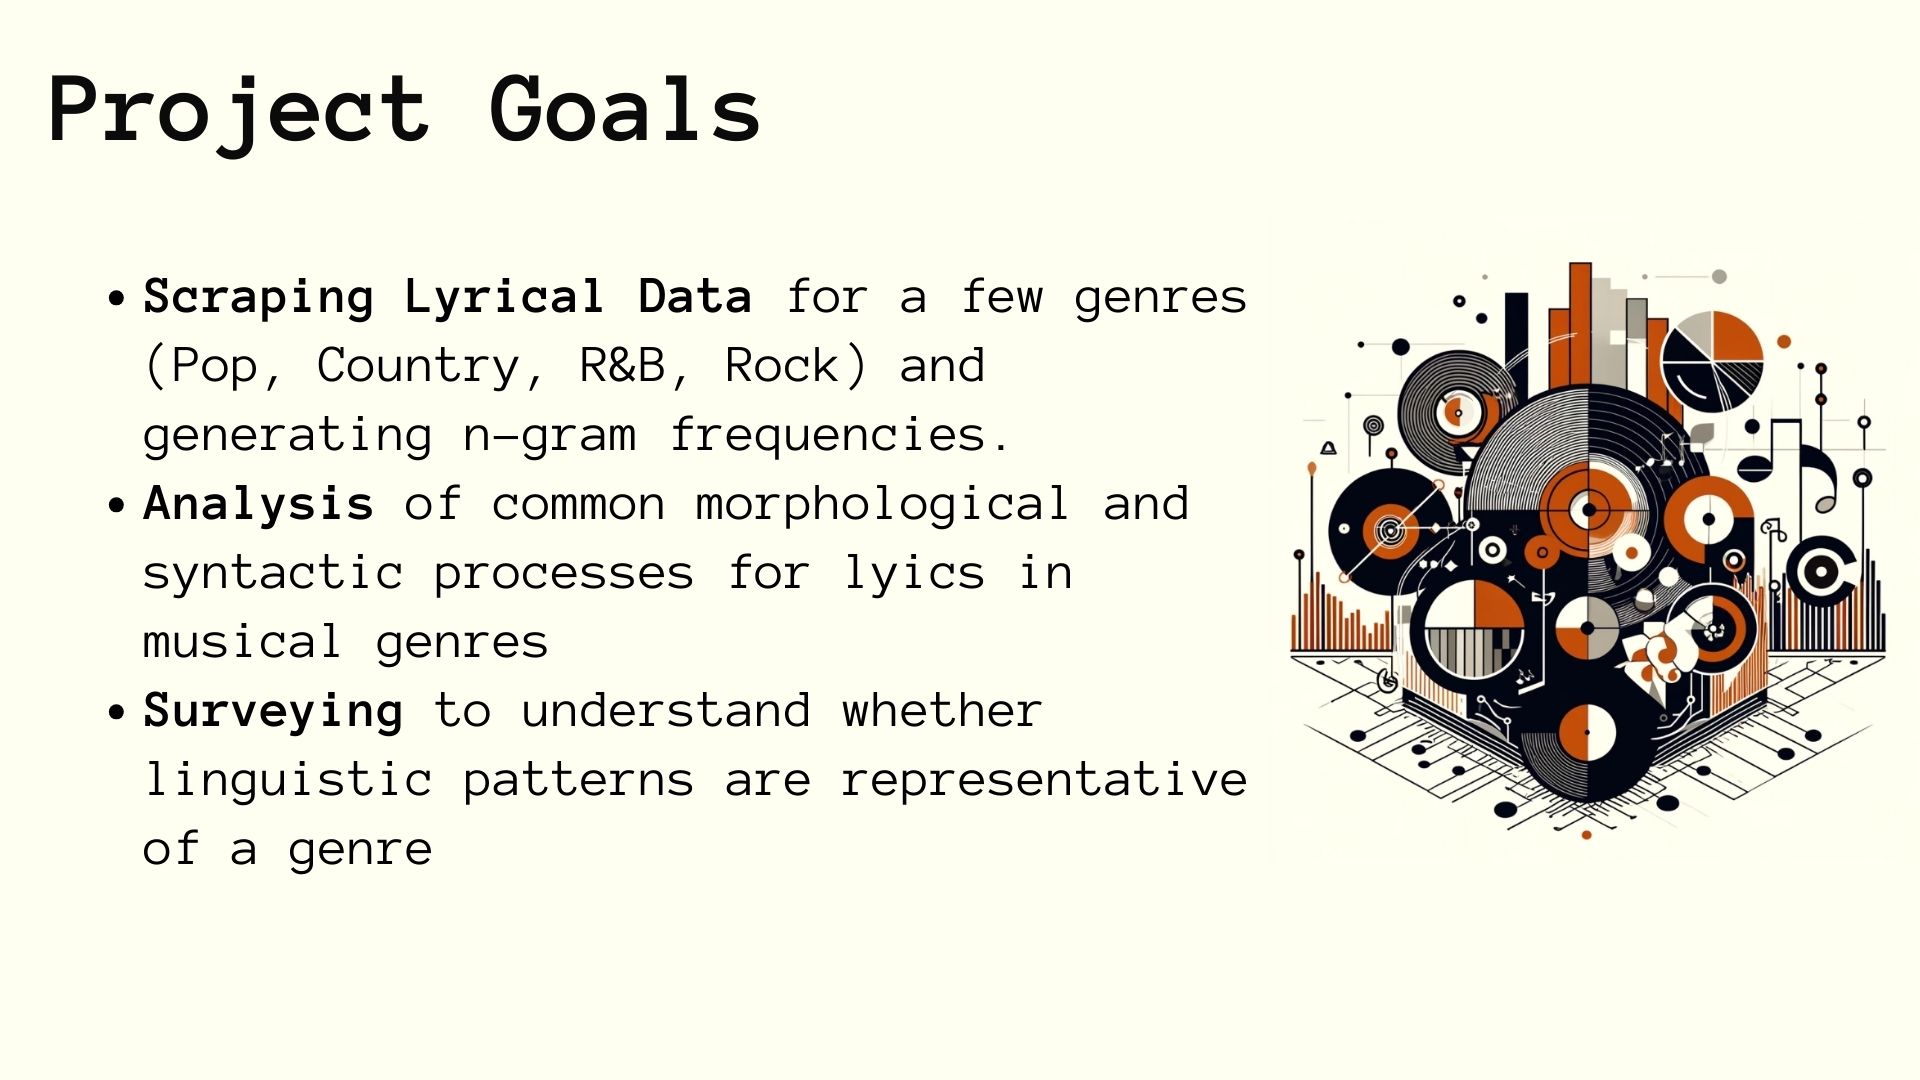 Project Goals
• Scraping Lyrical Data for a few genres
(Pop, Country, R&B, Rock) and
generating n-gram frequencies.
• Analysis of common morphological and
syntactic processes for lyics in
musical genres
• Surveying to understand whether
linguistic patterns are representative
of a genre